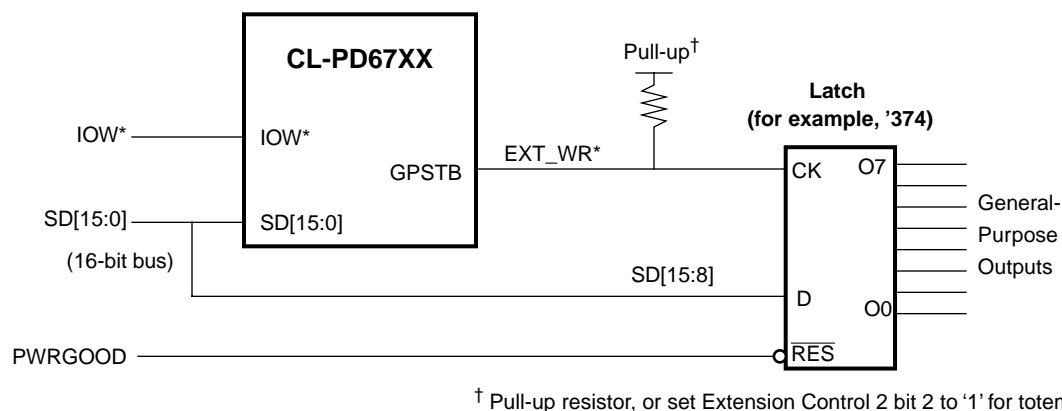 CL-PD67XX
Pull-up†
Latch
(for example, '374)
IOW*
IOW*
EXT_WR*
GPSTB
CK
O7
SD[15:0]
SD[15:0]
General-
Purpose
Outputs
(16-bit bus)
SD[15:8]
D
O0
PWRGOOD
RES
† Pull-up resistor, or set Extension Control 2 bit 2 to '1' for